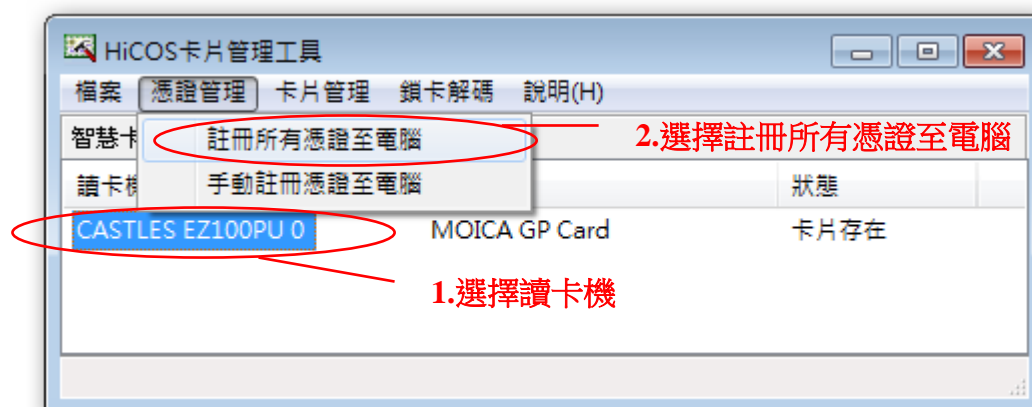 HiCOS卡片管理工具
檔案 憑證管理 卡片管理 鎖卡解碼 說明(H)
智慧卡
註冊所有憑證至電腦
2.選擇註冊所有憑證至電腦
手動註冊憑證至電腦
讀卡機
狀態
CASTLES EZ100PU 0 MOICA GP Card 卡片存在
1.選擇讀卡機